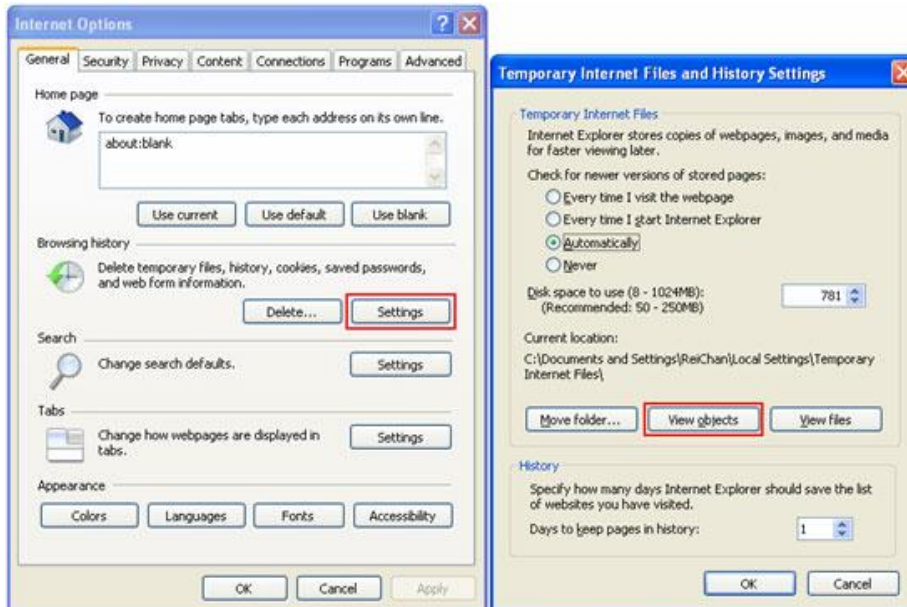 Internet Options
General Security Privacy Content Connections Programs Advanced
Home page
To create home page tabs, type each address on its own line.
about:blank
Use current Use default Use blank
Browsing history
Delete temporary files, history, cookies, saved passwords,
and web form information.
Delete... Settings
Search
Change search defaults. Settings
Tabs
Change how webpages are displayed in
tabs.
Settings
Appearance
Colors Languages Fonts Accessibility
OK Cancel Apply
Temporary Internet Files and History Settings
Temporary Internet Files
Internet Explorer stores copies of webpages, images, and media
for faster viewing later.
Check for newer versions of stored pages:
Every time I visit the webpage
Every time I start Internet Explorer
Automatically
Never
Disk space to use (8 - 1024MB): 781
(Recommended: 50 - 250MB)
Current location:
C:\Documents and Settings\ReiChan\Local Settings\Temporary
Internet Files\
Move folder... View objects View files
History
Specify how many days Internet Explorer should save the list
of websites you have visited.
Days to keep pages in history: 1
OK Cancel